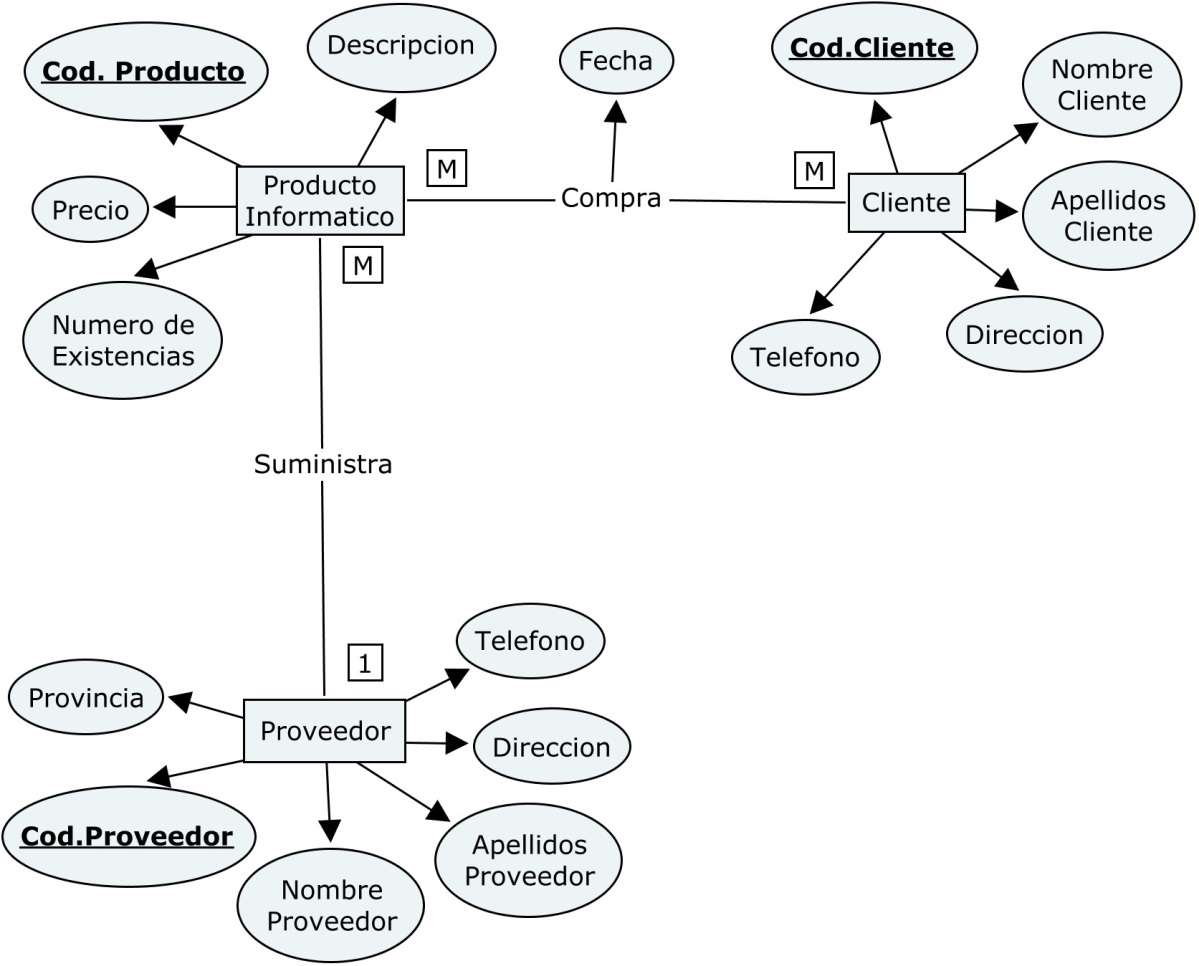 Cod. Producto
Descripcion
Fecha
Cod.Cliente
Nombre
Cliente
Producto
Informatico
M
Compra
M
Cliente
Precio
Apellidos
Cliente
M
Numero de
Existencias
Telefono
Direccion
Suministra
1
Telefono
Provincia
Proveedor
Direccion
Cod.Proveedor
Nombre
Proveedor
Apellidos
Proveedor